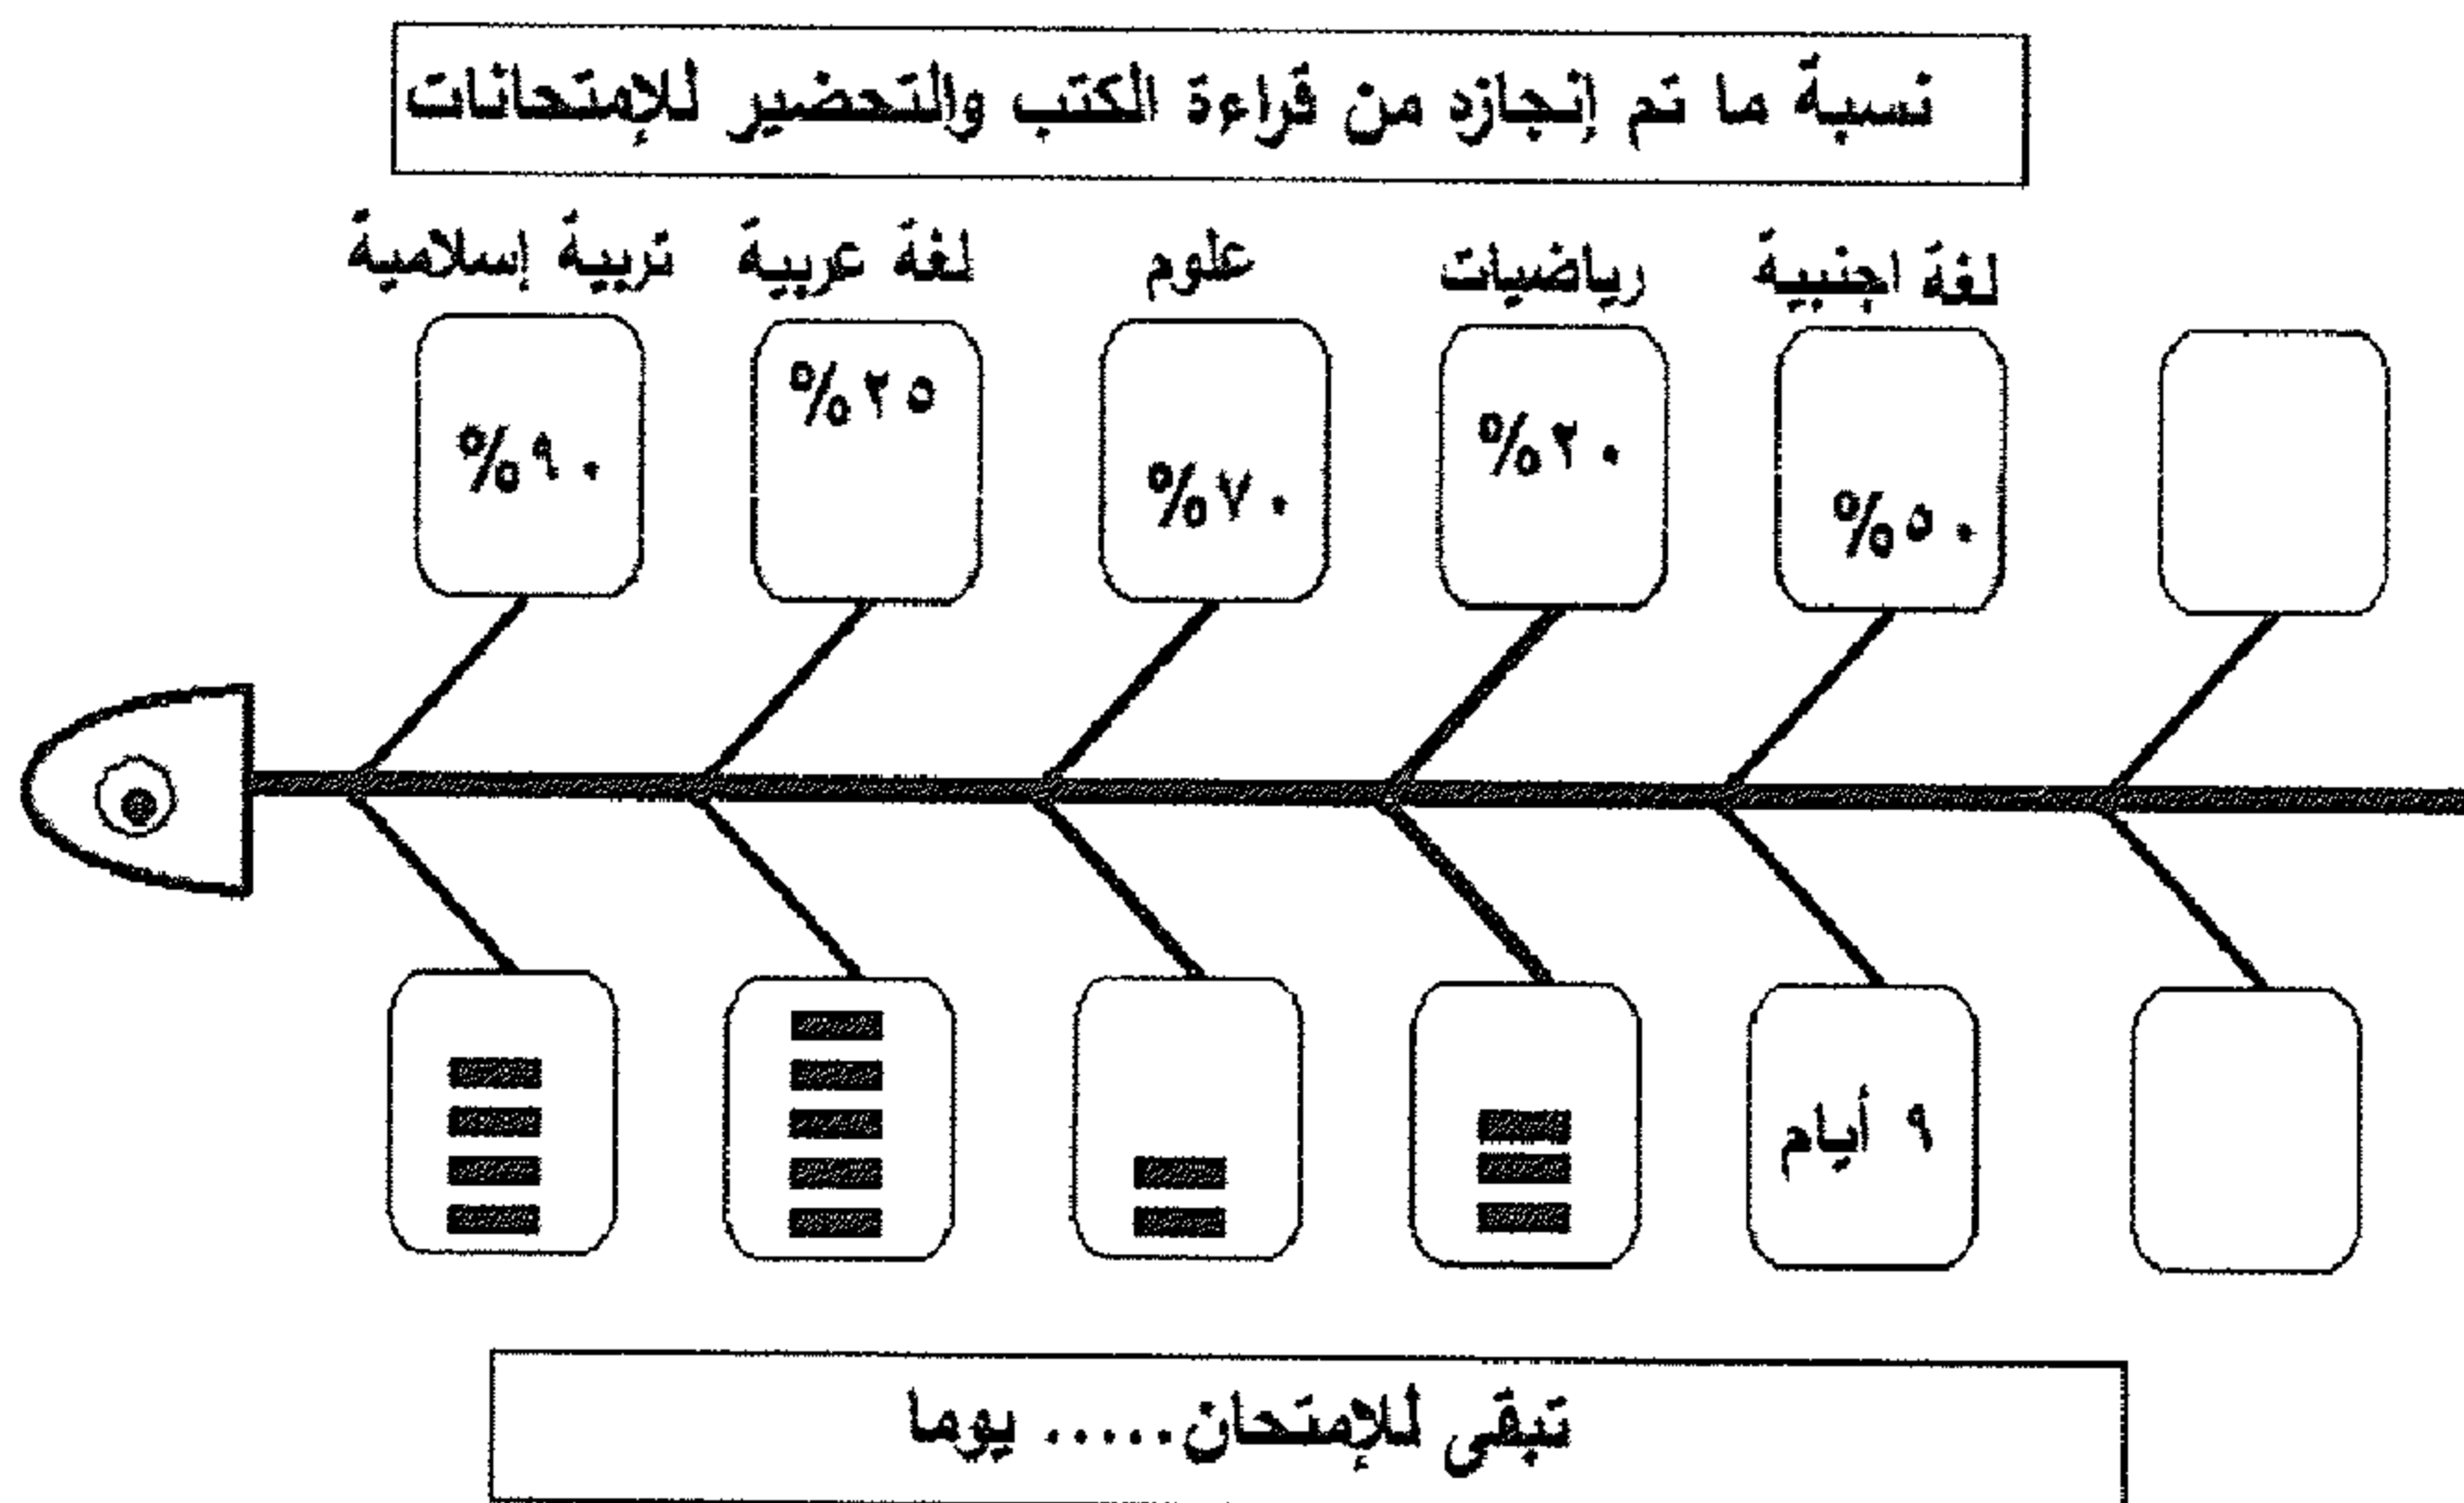 نسبة ما تم إنجازه من قراءة الكتب والتحضير للإمتحانات
لغة اجنبية
رياضيات
علوم
لغة عربية
تربية إسلامية
٥٠%
٢٠%
٧٠%
٢٥%
٩٠%
٩ أيام
تبقى للإمتحان..... يوما